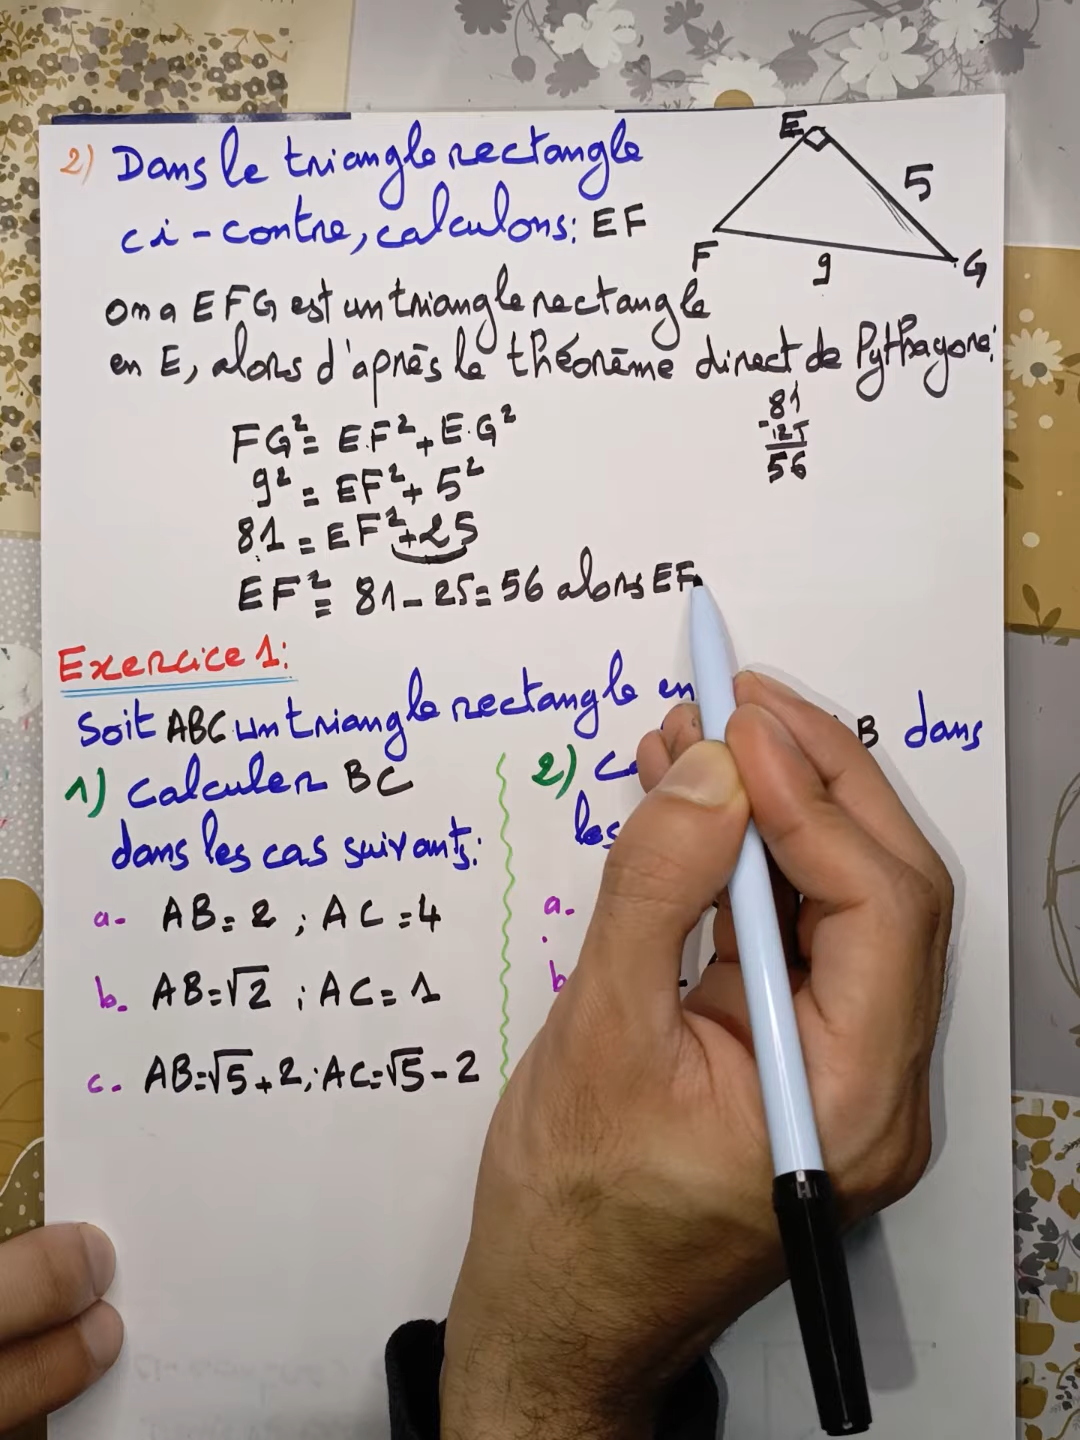 2) Dans le triangle rectangle
ci-contre, calculons: EF
E
5
F
9
G
on a EFG est un triangle rectangle
en E, alors d'après le théorème direct de Pythagore:
FG² = EF² + EG²
9² = EF² + 5²
81 = EF² + 25
EF² = 81 - 25 = 56 alors EF
81
- 25
56
Exercice 1:
Soit ABC un triangle rectangle en
1) Calculer BC
dans les cas suivants:
a- AB = 2 ; AC = 4
b- AB = √2 ; AC = 1
c- AB = √5 + 2 ; AC = √5 - 2
2)
B dans
les
a.
b